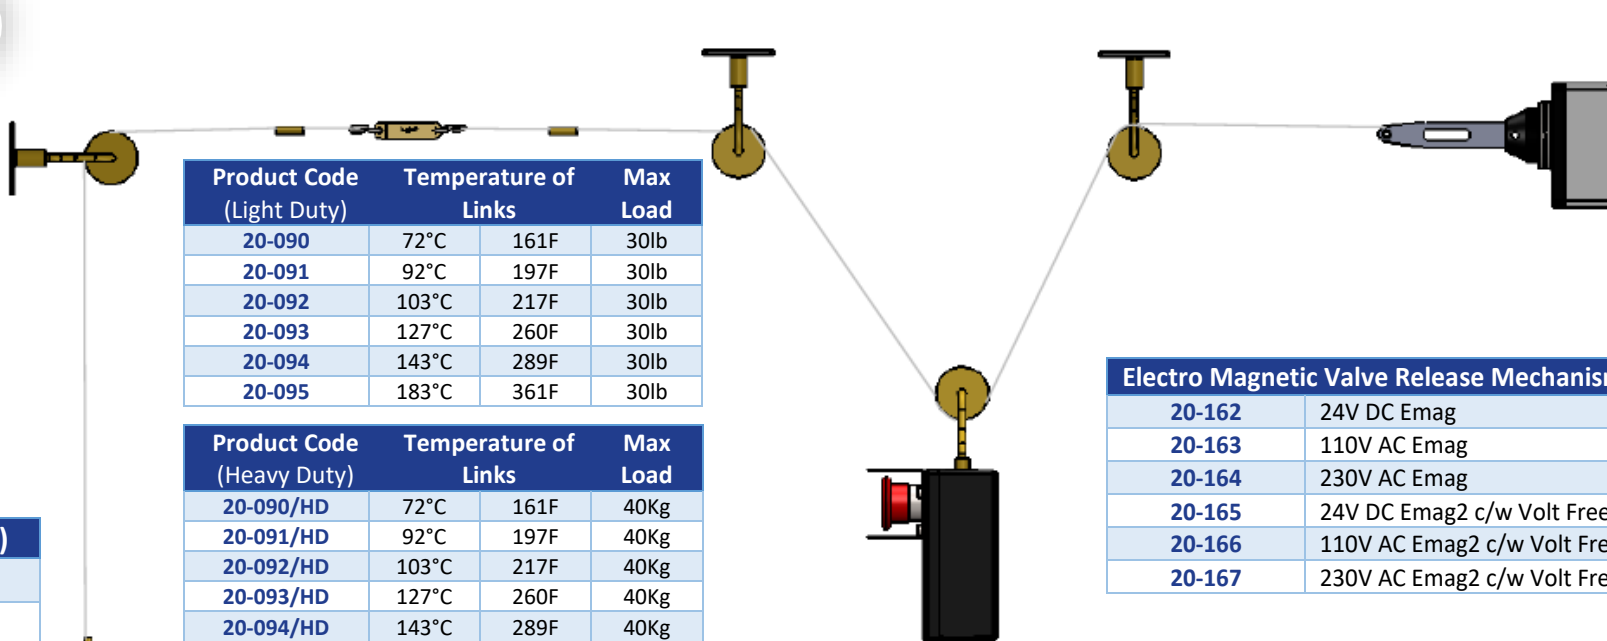 Product Code Temperature of Max
(Light Duty) Links Load
20-090 72°C 161F 30lb
20-091 92°C 197F 30lb
20-092 103°C 217F 30lb
20-093 127°C 260F 30lb
20-094 143°C 289F 30lb
20-095 183°C 361F 30lb
Product Code Temperature of Max
(Heavy Duty) Links Load
20-090/HD 72°C 161F 40Kg
20-091/HD 92°C 197F 40Kg
20-092/HD 103°C 217F 40Kg
20-093/HD 127°C 260F 40Kg
20-094/HD 143°C 289F 40Kg
)
Electro Magnetic Valve Release Mechanis
20-162 24V DC Emag
20-163 110V AC Emag
20-164 230V AC Emag
20-165 24V DC Emag2 c/w Volt Free
20-166 110V AC Emag2 c/w Volt Fre
20-167 230V AC Emag2 c/w Volt Fre